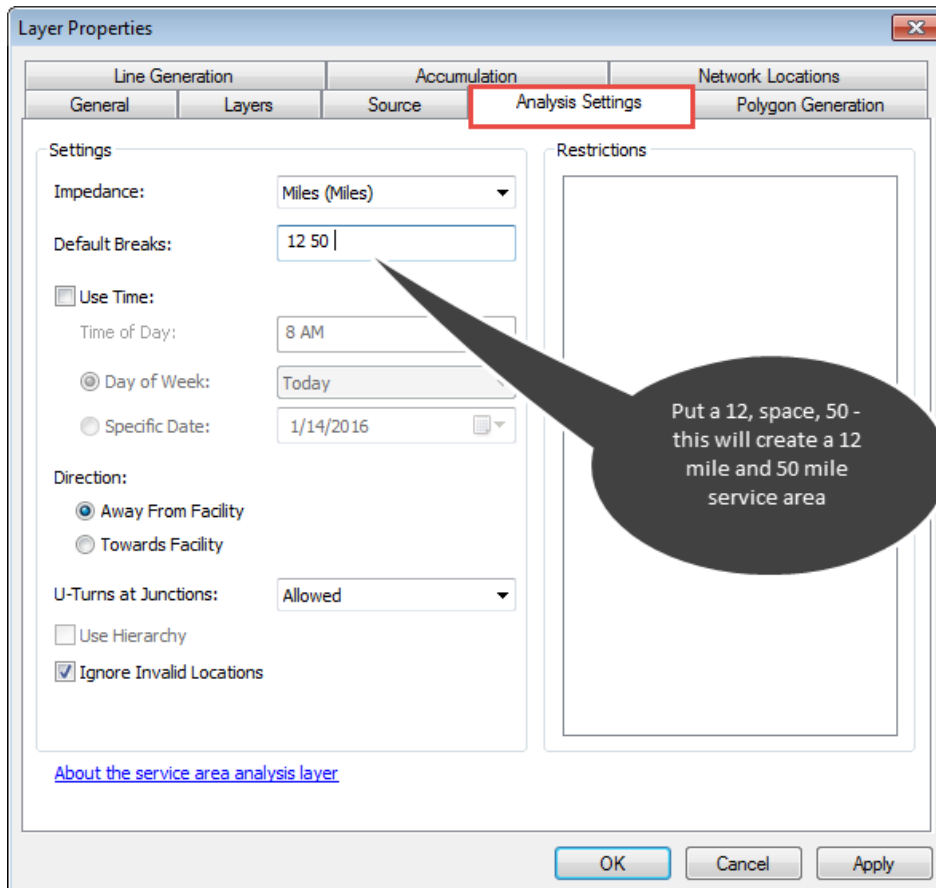 Layer Properties
Line Generation
Accumulation
Network Locations
General
Layers
Source
Analysis Settings
Polygon Generation
Settings
Restrictions
Impedance:
Miles (Miles)
Default Breaks:
12 50
Use Time:
Time of Day:
8 AM
Day of Week:
Today
Specific Date:
1/14/2016
Put a 12, space, 50 -
this will create a 12
mile and 50 mile
service area
Direction:
Away From Facility
Towards Facility
U-Turns at Junctions:
Allowed
Use Hierarchy
Ignore Invalid Locations
About the service area analysis layer
OK
Cancel
Apply